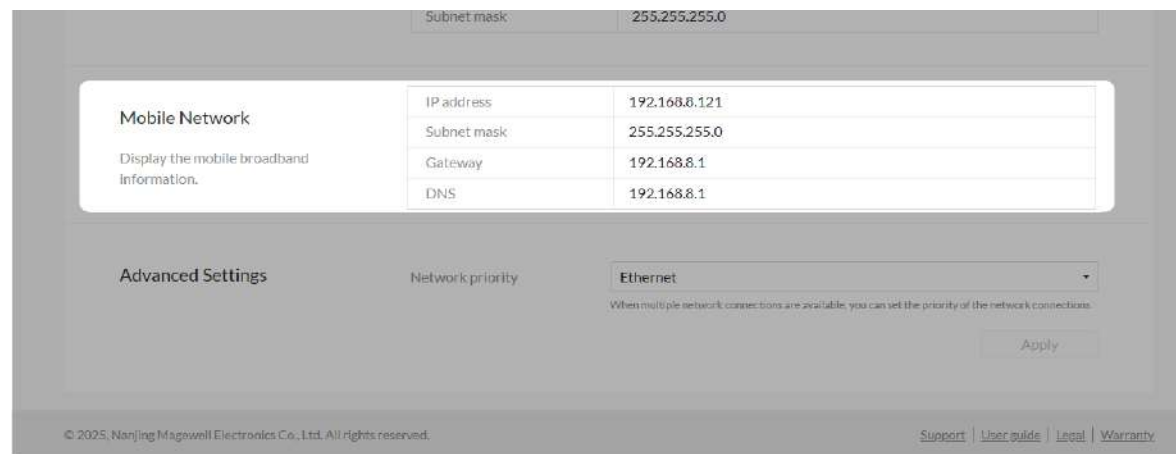 Subnet mask 255.255.255.0
Mobile Network
Display the mobile broadband
information.
IP address 192.168.8.121
Subnet mask 255.255.255.0
Gateway 192.168.8.1
DNS 192.168.8.1
Advanced Settings
Network priority Ethernet
When multiple network connections are available, you can set the priority of the network connections.
Apply
© 2025, Nanjing Magewell Electronics Co., Ltd. All rights reserved.
Support | User guide | Legal | Warranty